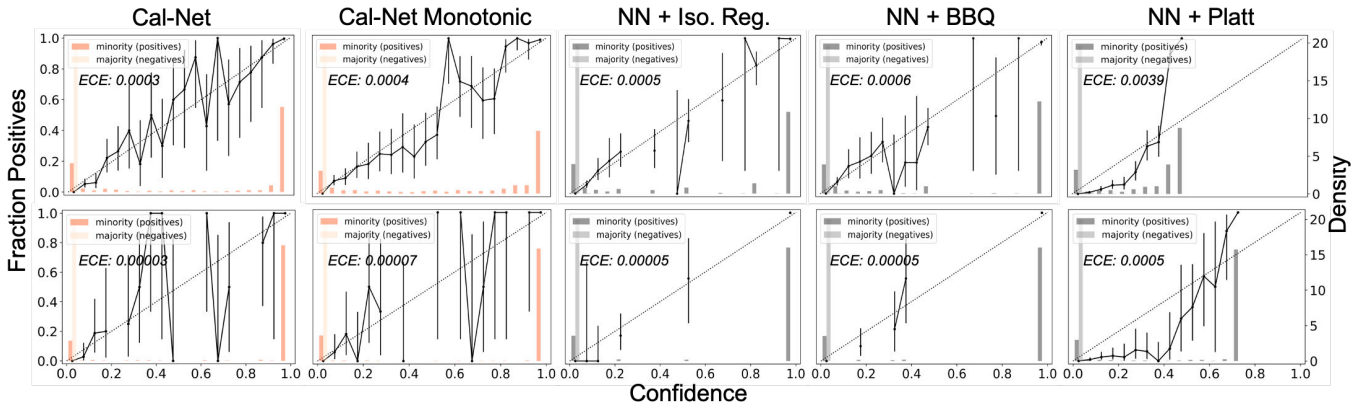 Cal-Net Cal-Net Monotonic NN + Iso. Reg. NN + BBQ NN + Platt
Fraction Positives
Density
1.0 0.8 0.6 0.4 0.2 0.0
minority (positives)
majority (negatives)
ECE: 0.0003
minority (positives)
majority (negatives)
ECE: 0.0004
minority (positives)
majority (negatives)
ECE: 0.0005
minority (positives)
majority (negatives)
ECE: 0.0006
minority (positives)
majority (negatives)
ECE: 0.0039
20 15 10 5 0
1.0 0.8 0.6 0.4 0.2 0.0
minority (positives)
majority (negatives)
ECE: 0.00003
minority (positives)
majority (negatives)
ECE: 0.00007
minority (positives)
majority (negatives)
ECE: 0.00005
minority (positives)
majority (negatives)
ECE: 0.00005
minority (positives)
majority (negatives)
ECE: 0.0005
20 15 10 5 0
0.0 0.2 0.4 0.6 0.8 1.0 0.0 0.2 0.4 0.6 0.8 1.0 0.0 0.2 0.4 0.6 0.8 1.0 0.0 0.2 0.4 0.6 0.8 1.0 0.0 0.2 0.4 0.6 0.8 1.0
Confidence